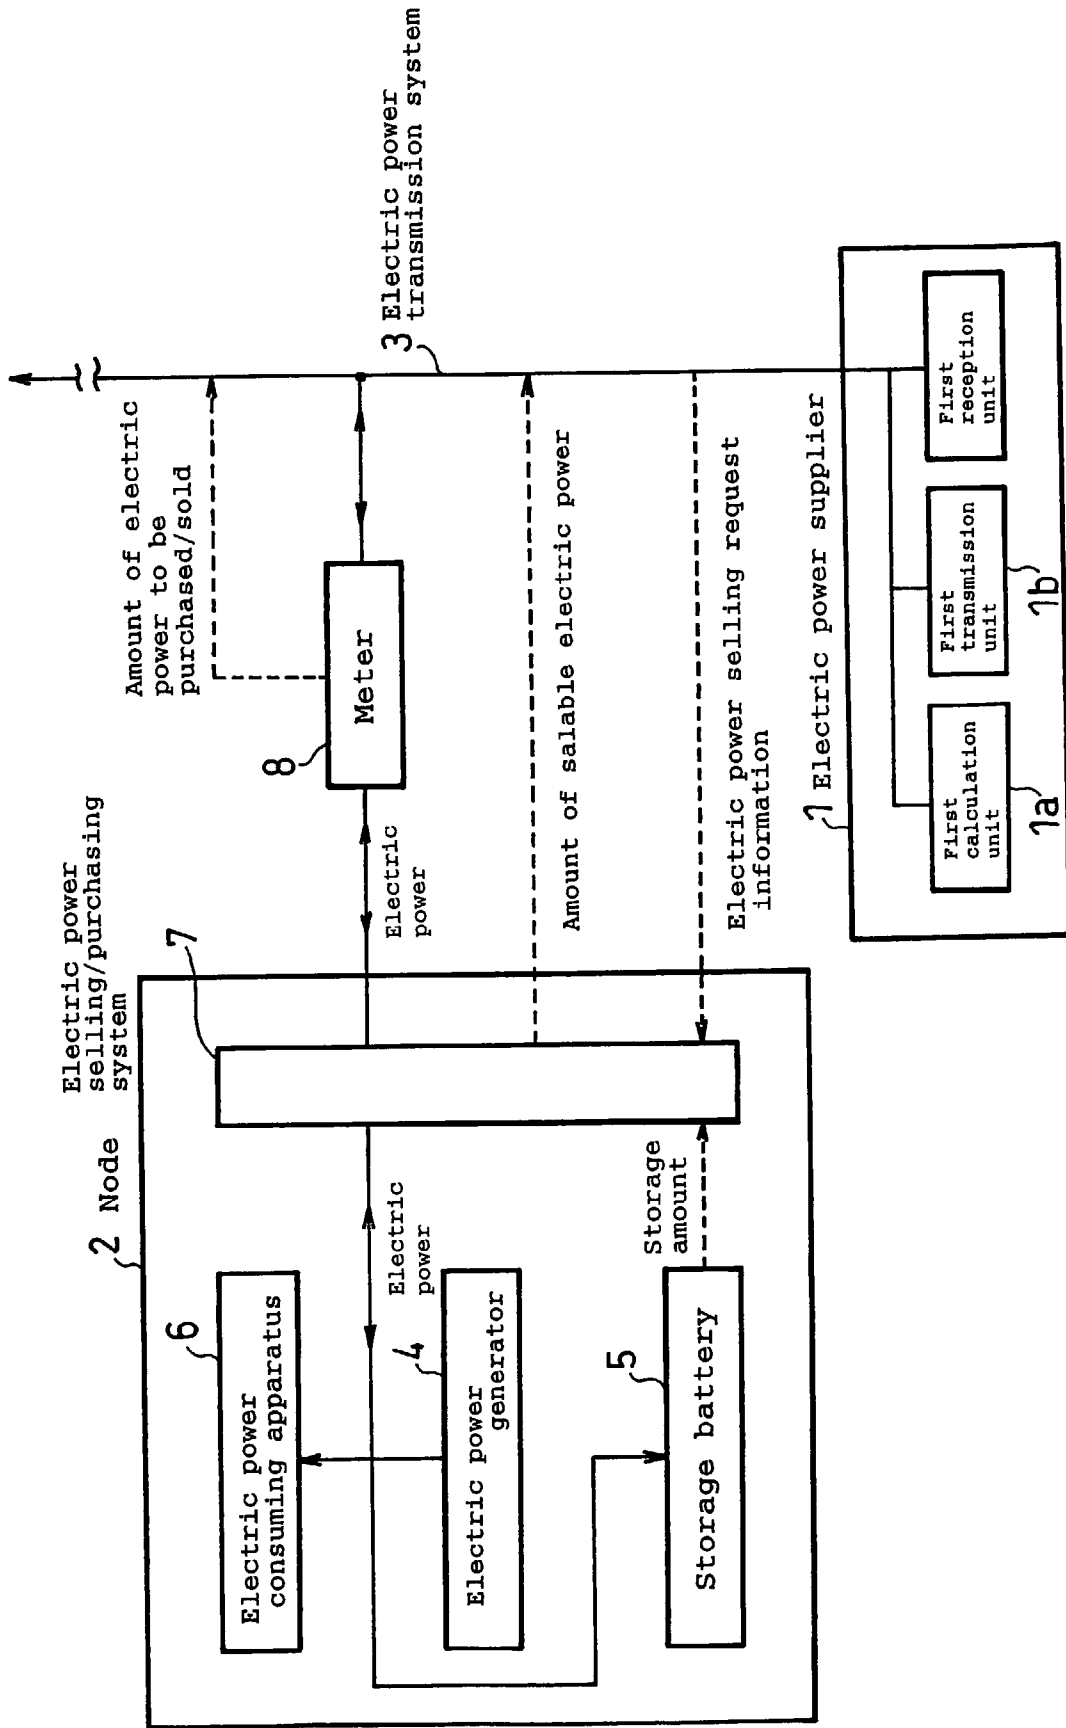 Electric power
selling/purchasing
system
2 Node
7
6
Electric power
consuming apparatus
4
Electric power
generator
5
Storage battery
Electric
power
Storage
amount
Electric
power
8
Meter
Amount of electric
power to be
purchased/sold
3 Electric power
transmission system
Amount of salable electric power
Electric power selling request
information
1 Electric power supplier
First
calculation
unit
1a
First
transmission
unit
1b
First
reception
unit